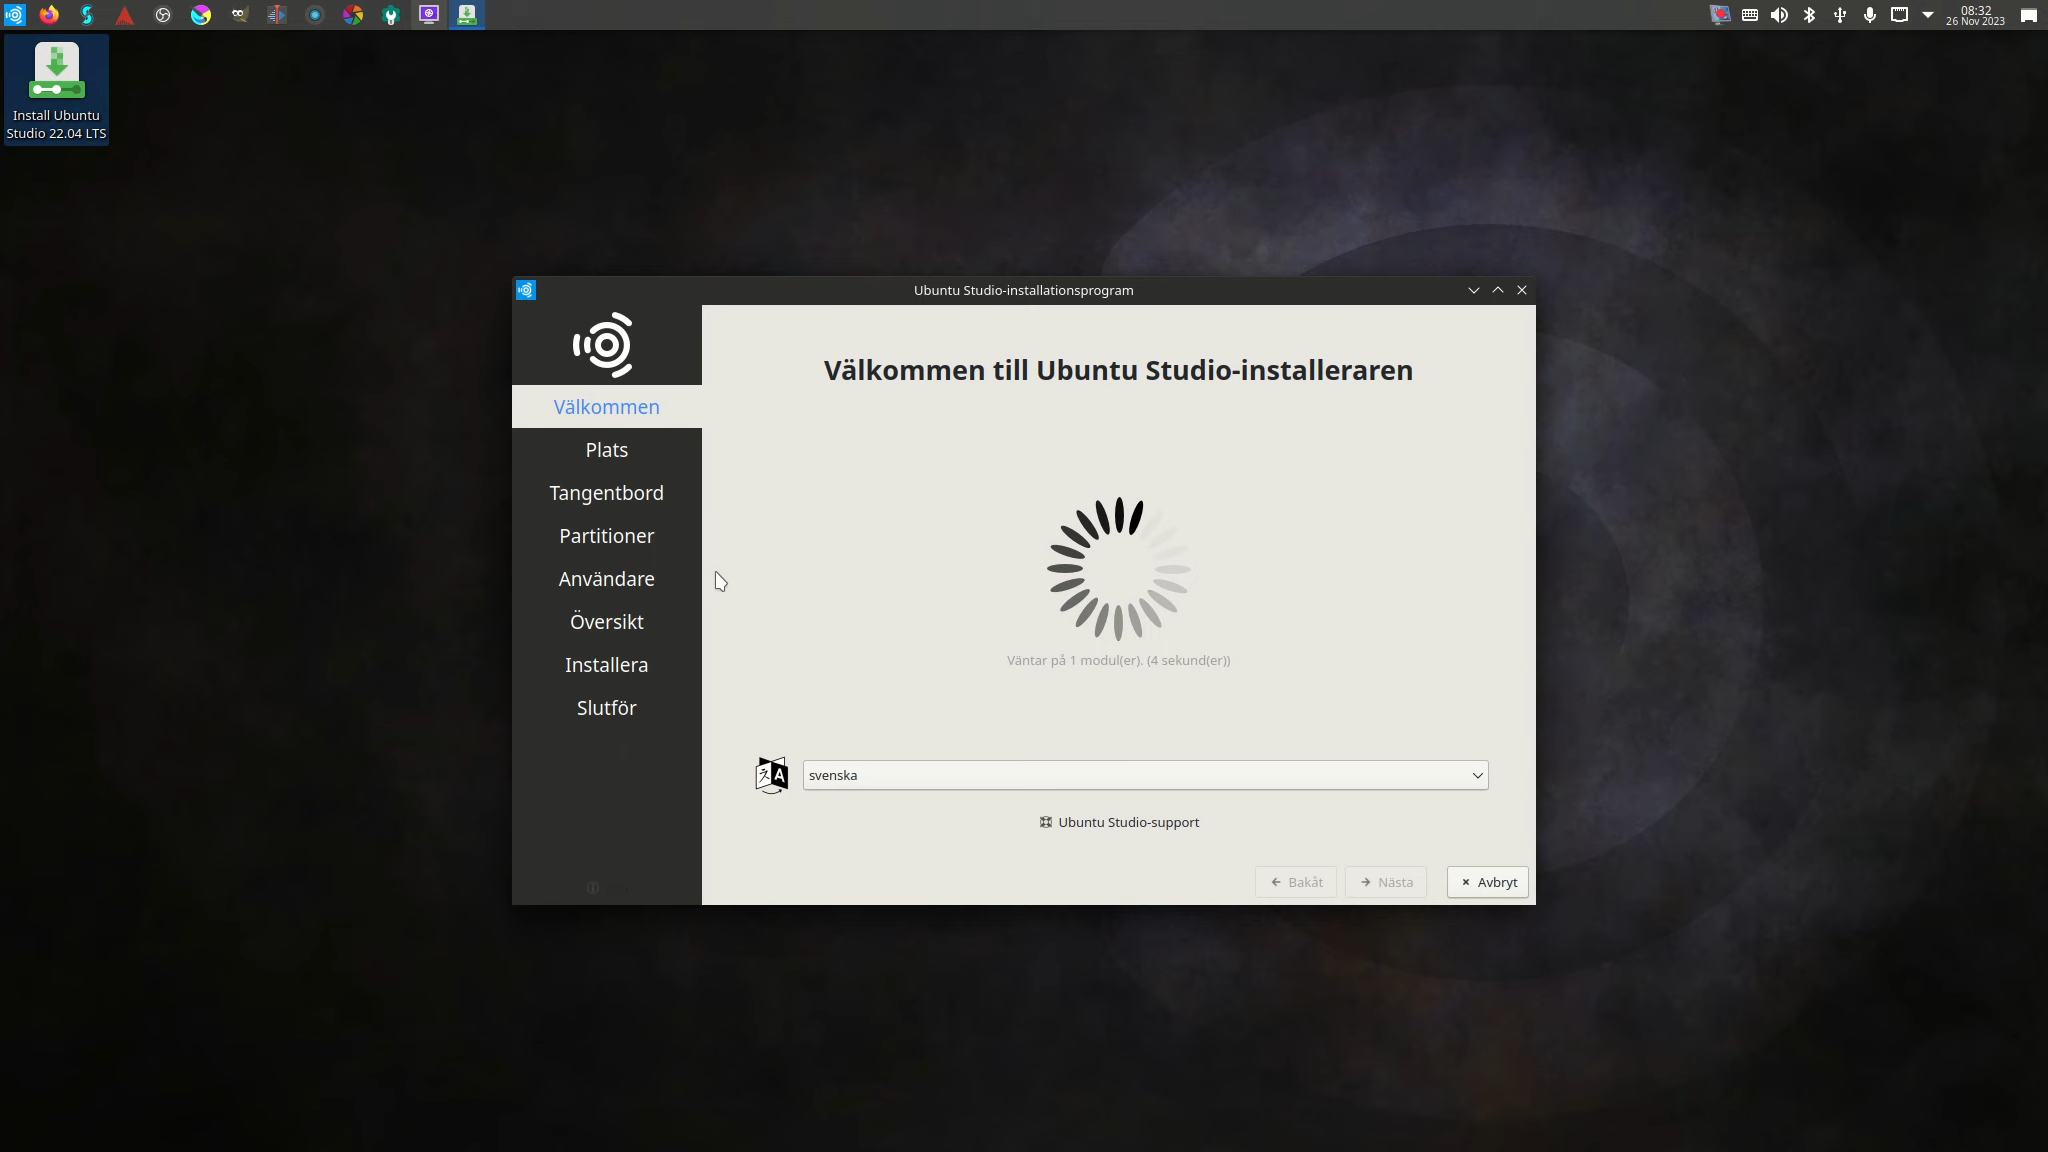 08:32
26 Nov 2023
Install Ubuntu
Studio 22.04 LTS
Ubuntu Studio-installationsprogram
Välkommen
Plats
Tangentbord
Partitioner
Användare
Översikt
Installera
Slutför
Välkommen till Ubuntu Studio-installeraren
Väntar på 1 modul(er). (4 sekund(er))
svenska
Ubuntu Studio-support
Bakåt
Nästa
Avbryt